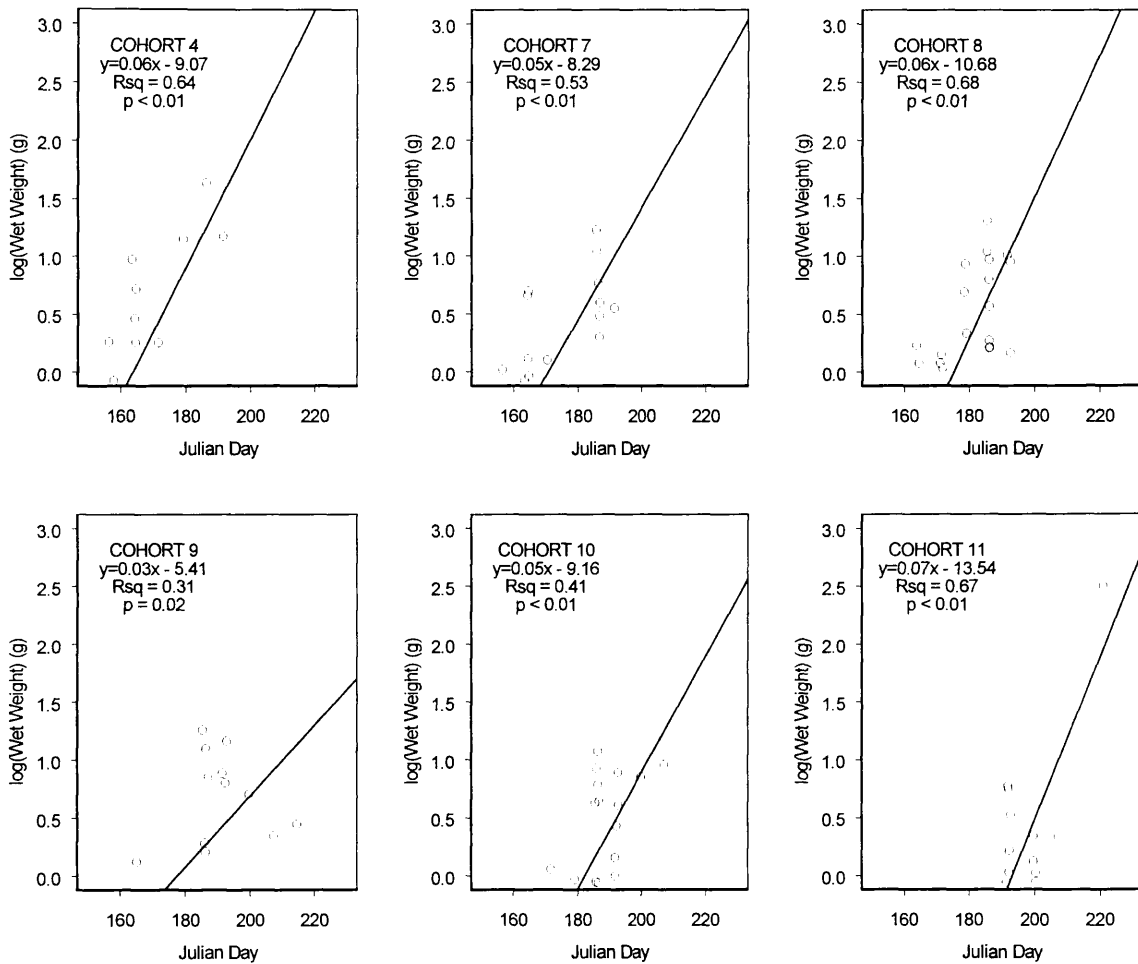 COHORT 4
y=0.06x - 9.07
Rsq = 0.64
p < 0.01
log(Wet Weight) (g)
3.0
2.5
2.0
1.5
1.0
0.5
0.0
160 180 200 220
Julian Day
COHORT 7
y=0.05x - 8.29
Rsq = 0.53
p < 0.01
log(Wet Weight) (g)
3.0
2.5
2.0
1.5
1.0
0.5
0.0
160 180 200 220
Julian Day
COHORT 8
y=0.06x - 10.68
Rsq = 0.68
p < 0.01
log(Wet Weight) (g)
3.0
2.5
2.0
1.5
1.0
0.5
0.0
160 180 200 220
Julian Day
COHORT 9
y=0.03x - 5.41
Rsq = 0.31
p = 0.02
log(Wet Weight) (g)
3.0
2.5
2.0
1.5
1.0
0.5
0.0
160 180 200 220
Julian Day
COHORT 10
y=0.05x - 9.16
Rsq = 0.41
p < 0.01
log(Wet Weight) (g)
3.0
2.5
2.0
1.5
1.0
0.5
0.0
160 180 200 220
Julian Day
COHORT 11
y=0.07x - 13.54
Rsq = 0.67
p < 0.01
log(Wet Weight) (g)
3.0
2.5
2.0
1.5
1.0
0.5
0.0
160 180 200 220
Julian Day